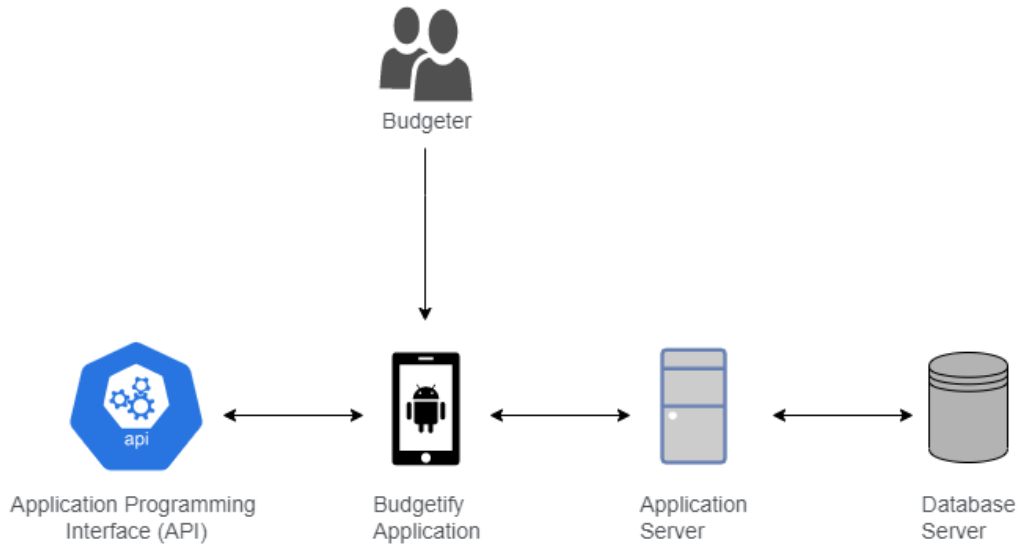 Budgeter
api
Application Programming
Interface (API)
Budgetify
Application
Application
Server
Database
Server